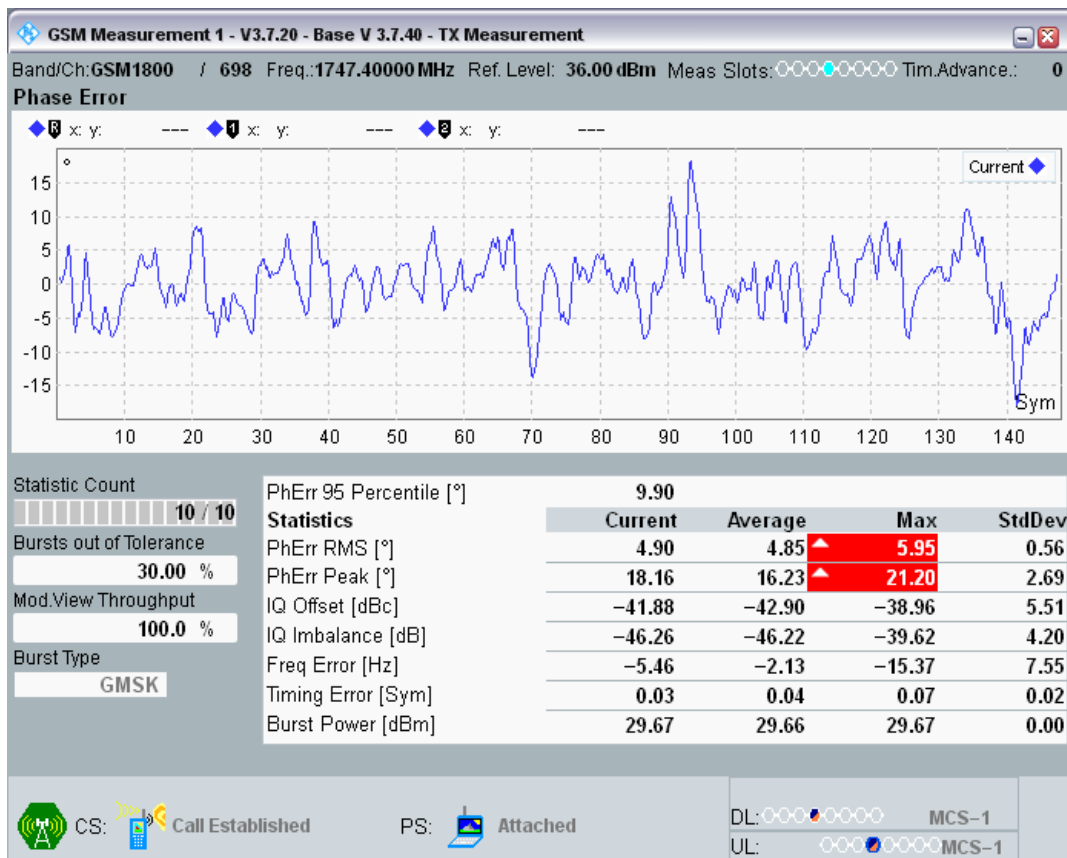 GSM Measurement 1 - V3.7.20 - Base V 3.7.40 - TX Measurement
Band/Ch:GSM1800 / 698 Freq.:1747.40000 MHz Ref. Level: 36.00 dBm Meas Slots: Tim.Advance.: 0
Phase Error
R x: y: --- 1 x: y: --- 2 x: y: ---
° Current
15
10
5
0
-5
-10
-15
Sym
10 20 30 40 50 60 70 80 90 100 110 120 130 140
Statistic Count
10 / 10
Bursts out of Tolerance
30.00 %
Mod.View Throughput
100.0 %
Burst Type
GMSK
PhErr 95 Percentile [°] 9.90
Statistics Current Average Max StdDev
PhErr RMS [°] 4.90 4.85 5.95 0.56
PhErr Peak [°] 18.16 16.23 21.20 2.69
IQ Offset [dBc] −41.88 −42.90 −38.96 5.51
IQ Imbalance [dB] −46.26 −46.22 −39.62 4.20
Freq Error [Hz] −5.46 −2.13 −15.37 7.55
Timing Error [Sym] 0.03 0.04 0.07 0.02
Burst Power [dBm] 29.67 29.66 29.67 0.00
CS: Call Established PS: Attached
DL: MCS−1
UL: MCS−1